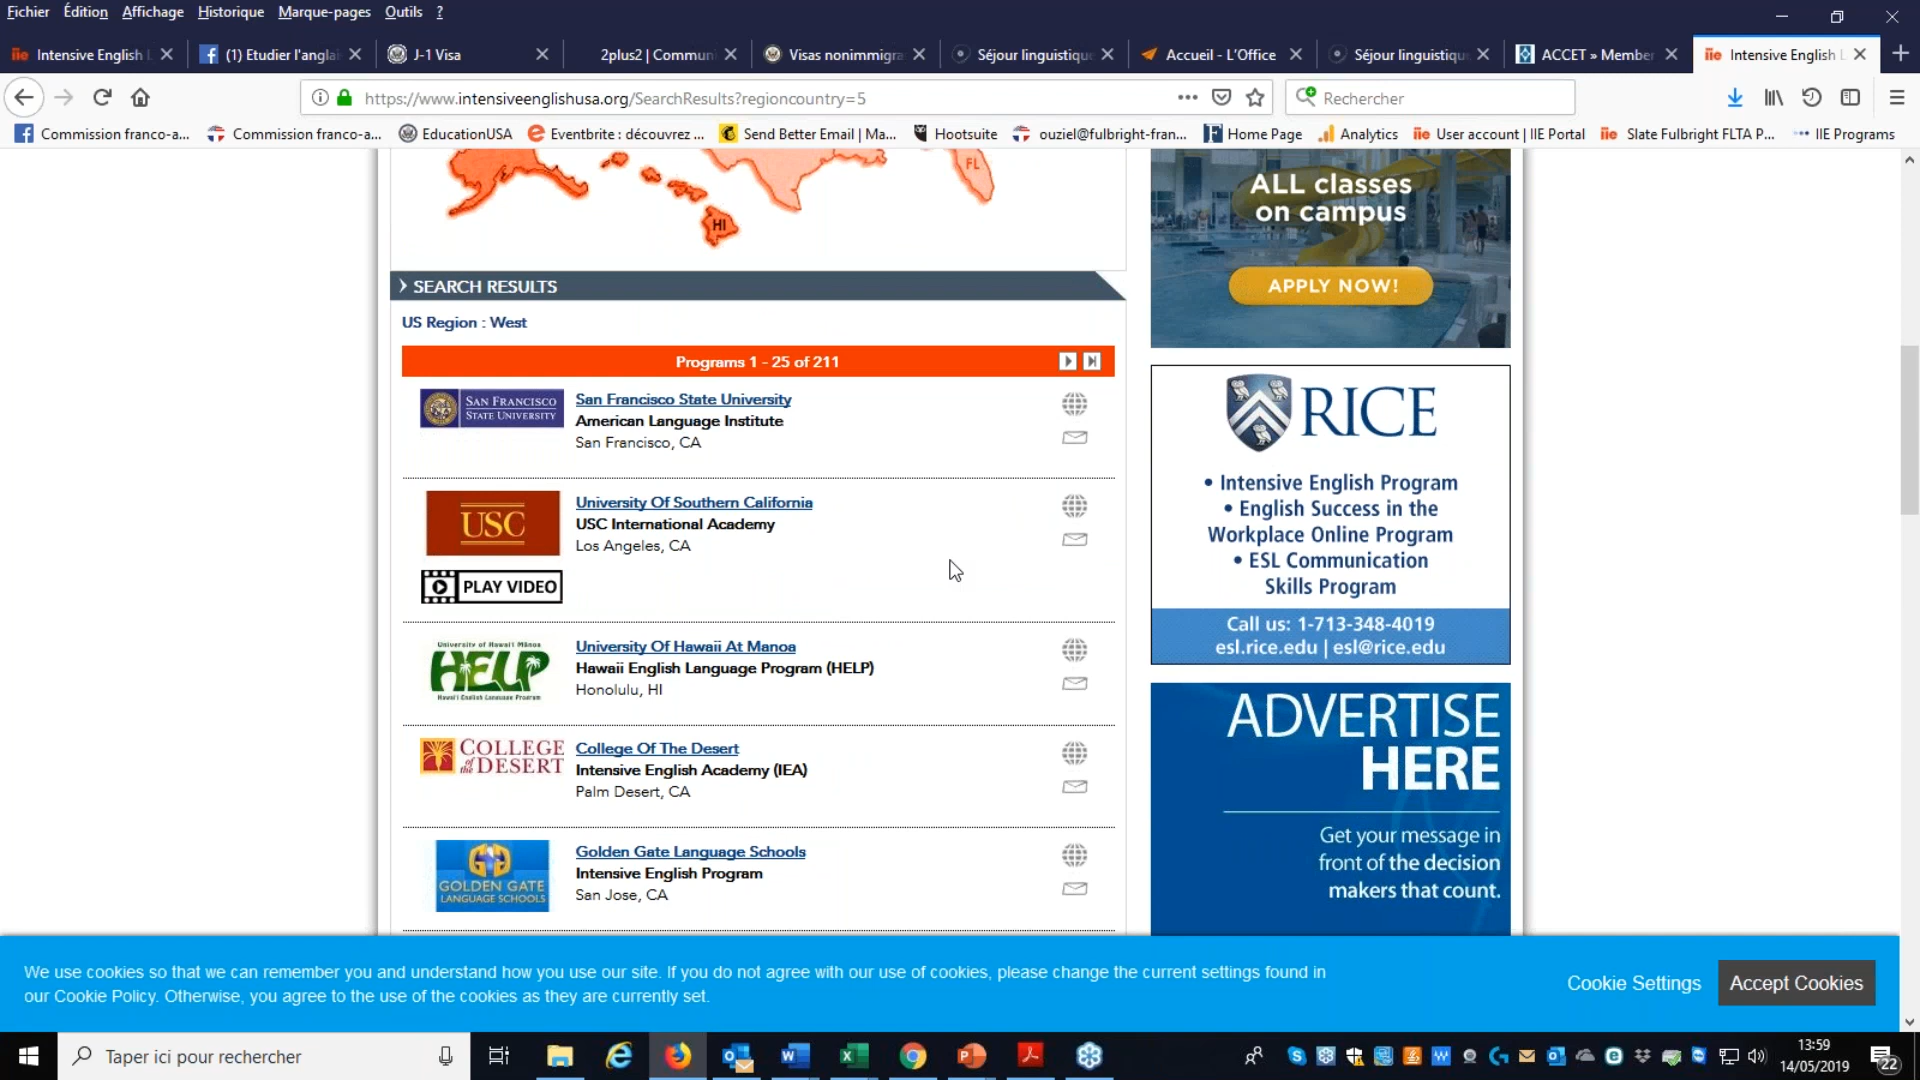 Fichier Édition Affichage Historique Marque-pages Outils ?
Intensive English L
(1) Etudier l'anglai
J-1 Visa
2plus2 | Commun
Visas nonimmigra
Séjour linguistique
Accueil - L'Office
Séjour linguistique
ACCET » Member
Intensive English L
https://www.intensiveenglishusa.org/SearchResults?regioncountry=5
Rechercher
Commission franco-a...
Commission franco-a...
EducationUSA
Eventbrite : découvrez ...
Send Better Email | Ma...
Hootsuite
ouziel@fulbright-fran...
Home Page
Analytics
User account | IIE Portal
Slate Fulbright FLTA P...
IIE Programs
FL
HI
SEARCH RESULTS
US Region : West
Programs 1 - 25 of 211
SAN FRANCISCO
STATE UNIVERSITY
San Francisco State University
American Language Institute
San Francisco, CA
USC
PLAY VIDEO
University Of Southern California
USC International Academy
Los Angeles, CA
University of Hawai'i Mānoa
HELP
Hawai'i English Language Program
University Of Hawaii At Manoa
Hawaii English Language Program (HELP)
Honolulu, HI
COLLEGE
of the DESERT
College Of The Desert
Intensive English Academy (IEA)
Palm Desert, CA
GOLDEN GATE
LANGUAGE SCHOOLS
Golden Gate Language Schools
Intensive English Program
San Jose, CA
ALL classes
on campus
APPLY NOW!
RICE
• Intensive English Program
• English Success in the
Workplace Online Program
• ESL Communication
Skills Program
Call us: 1-713-348-4019
esl.rice.edu | esl@rice.edu
ADVERTISE
HERE
Get your message in
front of the decision
makers that count.
We use cookies so that we can remember you and understand how you use our site. If you do not agree with our use of cookies, please change the current settings found in
our Cookie Policy. Otherwise, you agree to the use of the cookies as they are currently set.
Cookie Settings
Accept Cookies
Taper ici pour rechercher
13:59
14/05/2019
22